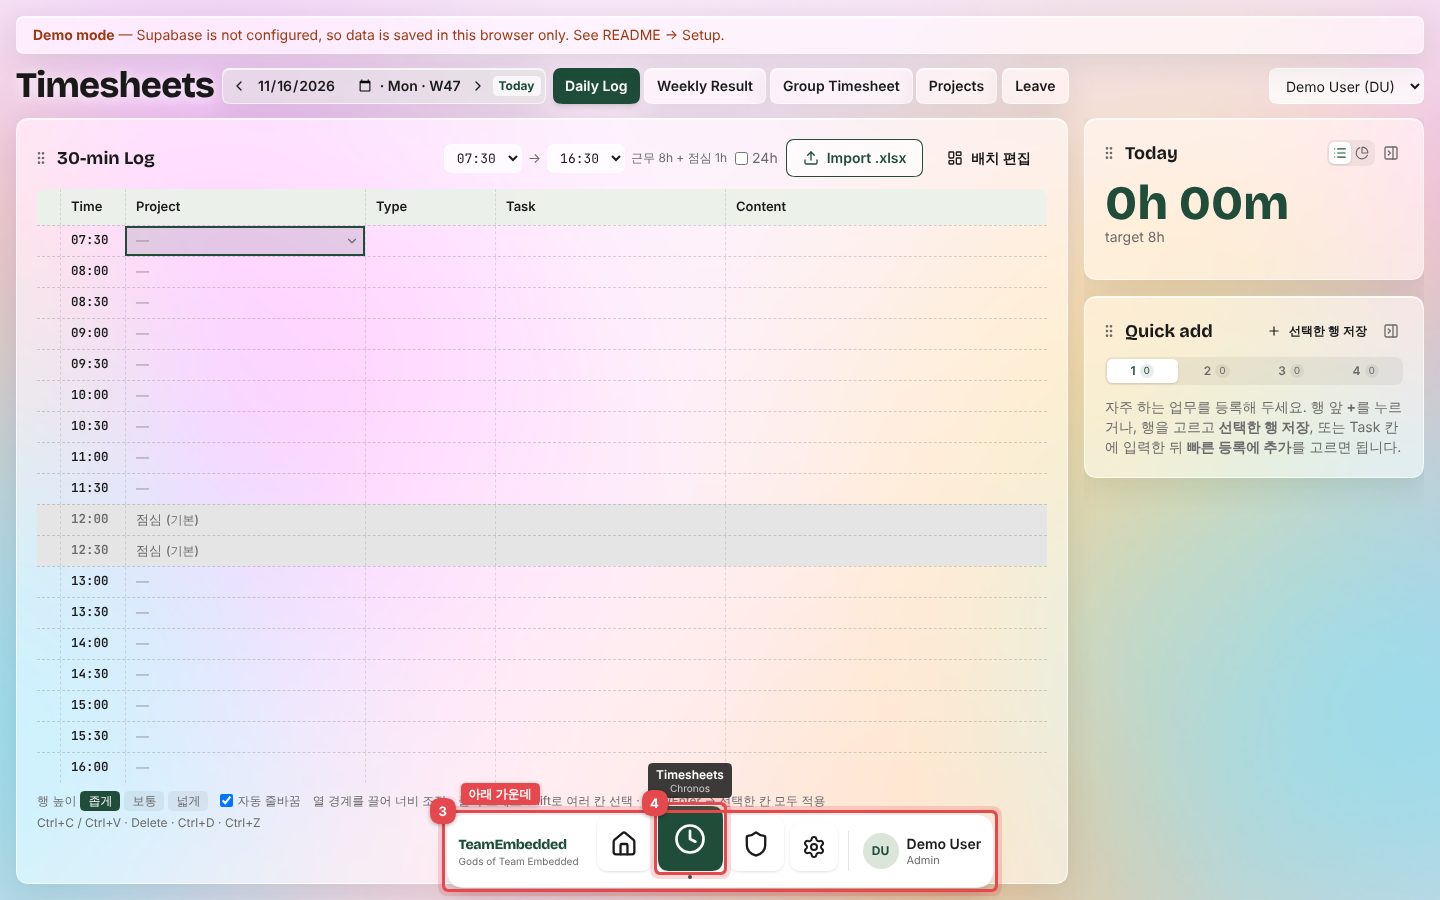 Demo mode — Supabase is not configured, so data is saved in this browser only. See README → Setup.
Timesheets
11/16/2026 · Mon · W47 Today
Daily Log
Weekly Result
Group Timesheet
Projects
Leave
Demo User (DU)
30-min Log
07:30 → 16:30 근무 8h + 점심 1h 24h
Import .xlsx
배치 편집
Time Project Type Task Content
07:30 —
08:00 —
08:30 —
09:00 —
09:30 —
10:00 —
10:30 —
11:00 —
11:30 —
12:00 점심 (기본)
12:30 점심 (기본)
13:00 —
13:30 —
14:00 —
14:30 —
15:00 —
15:30 —
16:00 —
행 높이 좁게 보통 넓게 자동 줄바꿈 열 경계를 끌어 너비
로 여러 칸 선택 ·
선택한 칸 모두 적용
Ctrl+C / Ctrl+V · Delete · Ctrl+D · Ctrl+Z
Today
0h 00m
target 8h
Quick add
+ 선택한 행 저장
1 0 2 0 3 0 4 0
자주 하는 업무를 등록해 두세요. 행 앞 +를 누르
거나, 행을 고르고 선택한 행 저장, 또는 Task 칸
에 입력한 뒤 빠른 등록에 추가를 고르면 됩니다.
Timesheets
Chronos
아래 가운데
3
4
TeamEmbedded
Gods of Team Embedded
DU
Demo User
Admin